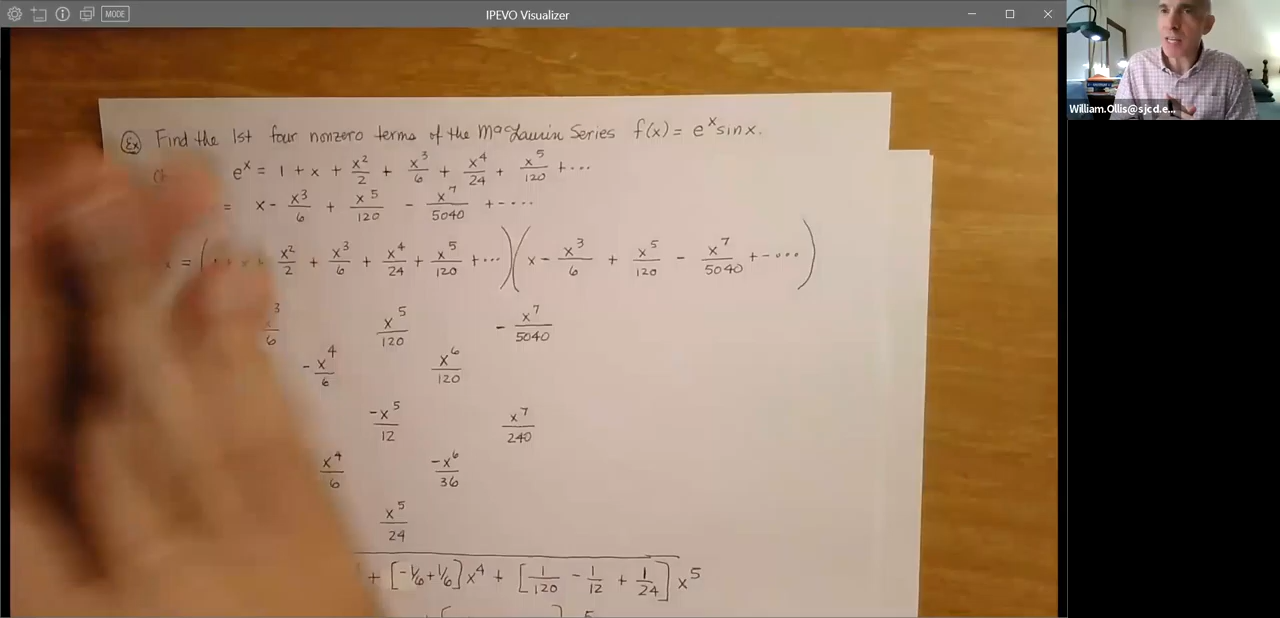 MODE
IPEVO Visualizer
William.Ollis@sjcd.e...
Ex Find the 1st four nonzero terms of the MacLaurin Series f(x) = e^x sin x.
e^x = 1 + x + x^2/2 + x^3/6 + x^4/24 + x^5/120 + ...
= x - x^3/6 + x^5/120 - x^7/5040 + - ...
x = ( x^2/2 + x^3/6 + x^4/24 + x^5/120 + ... )( x - x^3/6 + x^5/120 - x^7/5040 + - ... )
x^3/6 x^5/120 - x^7/5040
- x^4/6 x^6/120
-x^5/12 x^7/240
x^4/6 -x^6/36
x^5/24
+ [-1/6 + 1/6] x^4 + [1/120 - 1/12 + 1/24] x^5